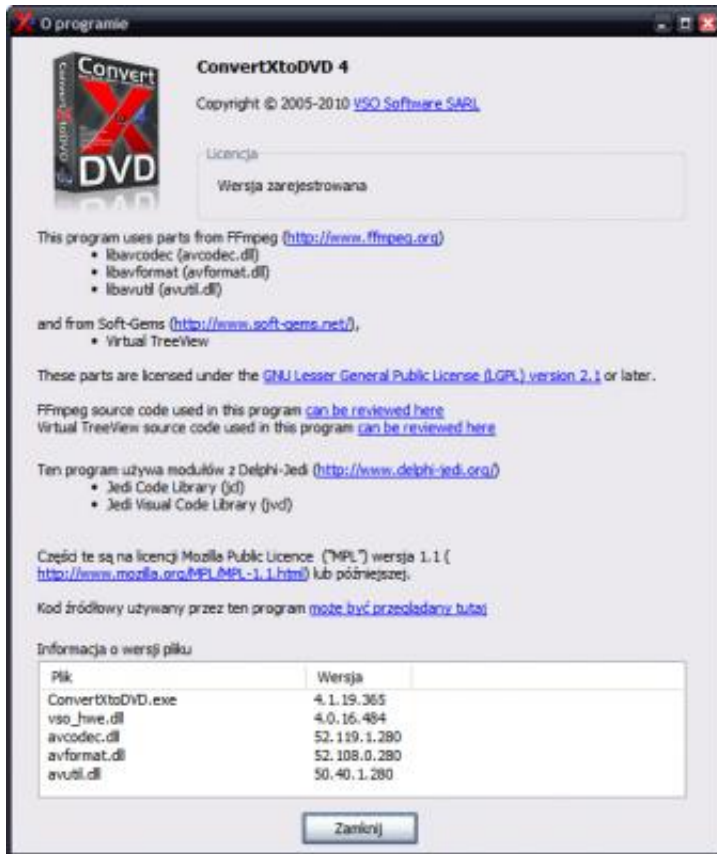 O programie
Convert
X to
DVD
ConvertXtoDVD
ConvertXtoDVD 4
Copyright © 2005-2010 VSO Software SARL
Licencja
Wersja zarejestrowana
This program uses parts from FFmpeg (http://www.ffmpeg.org)
• libavcodec (avcodec.dll)
• libavformat (avformat.dll)
• libavutil (avutil.dll)
and from Soft-Gems (http://www.soft-gems.net/),
• Virtual TreeView
These parts are licensed under the GNU Lesser General Public License (LGPL) version 2.1 or later.
FFmpeg source code used in this program can be reviewed here
Virtual TreeView source code used in this program can be reviewed here
Ten program używa modułów z Delphi-Jedi (http://www.delphi-jedi.org/)
• Jedi Code Library (jcl)
• Jedi Visual Code Library (jvcl)
Części te są na licencji Mozilla Public Licence ("MPL") wersja 1.1 (
http://www.mozilla.org/MPL/MPL-1.1.html) lub późniejszej.
Kod źródłowy używany przez ten program może być przeglądany tutaj
Informacja o wersji pliku
Plik Wersja
ConvertXtoDVD.exe 4.1.19.365
vso_hwe.dll 4.0.16.484
avcodec.dll 52.119.1.280
avformat.dll 52.108.0.280
avutil.dll 50.40.1.280
Zamknij